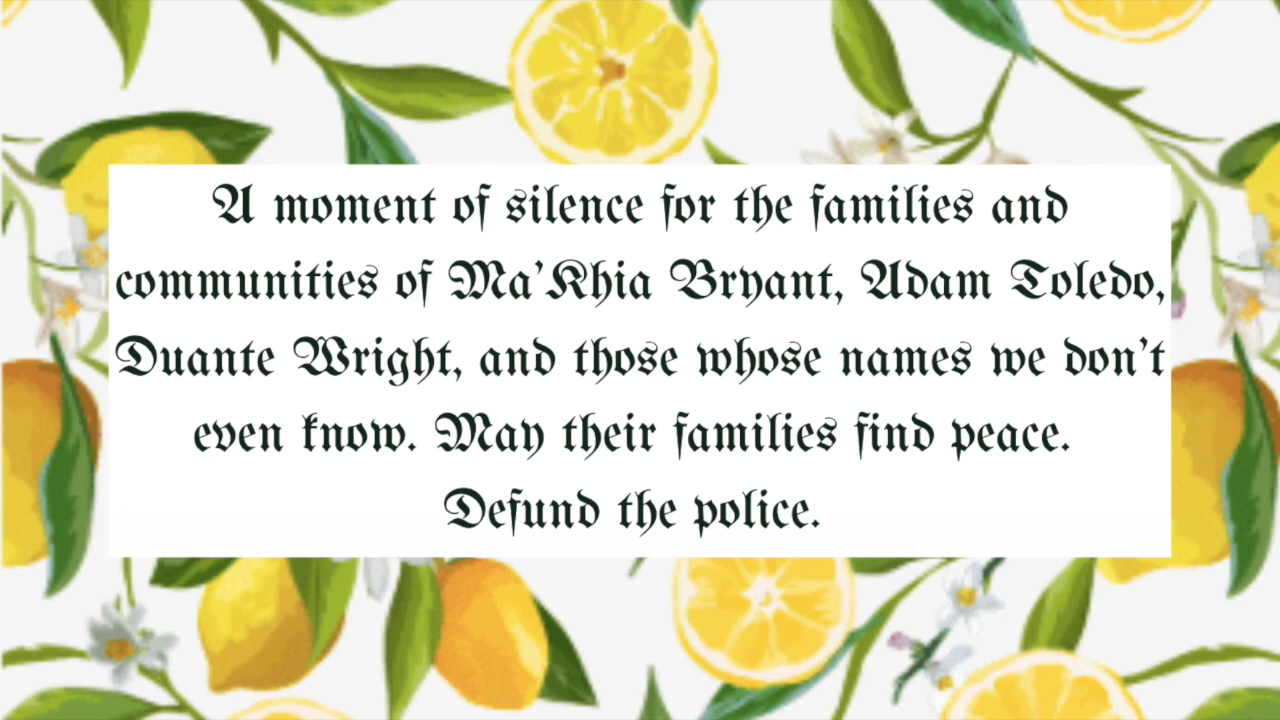 A moment of silence for the families and
communities of Ma'Khia Bryant, Adam Toledo,
Duante Wright, and those whose names we don't
even know. May their families find peace.
Defund the police.